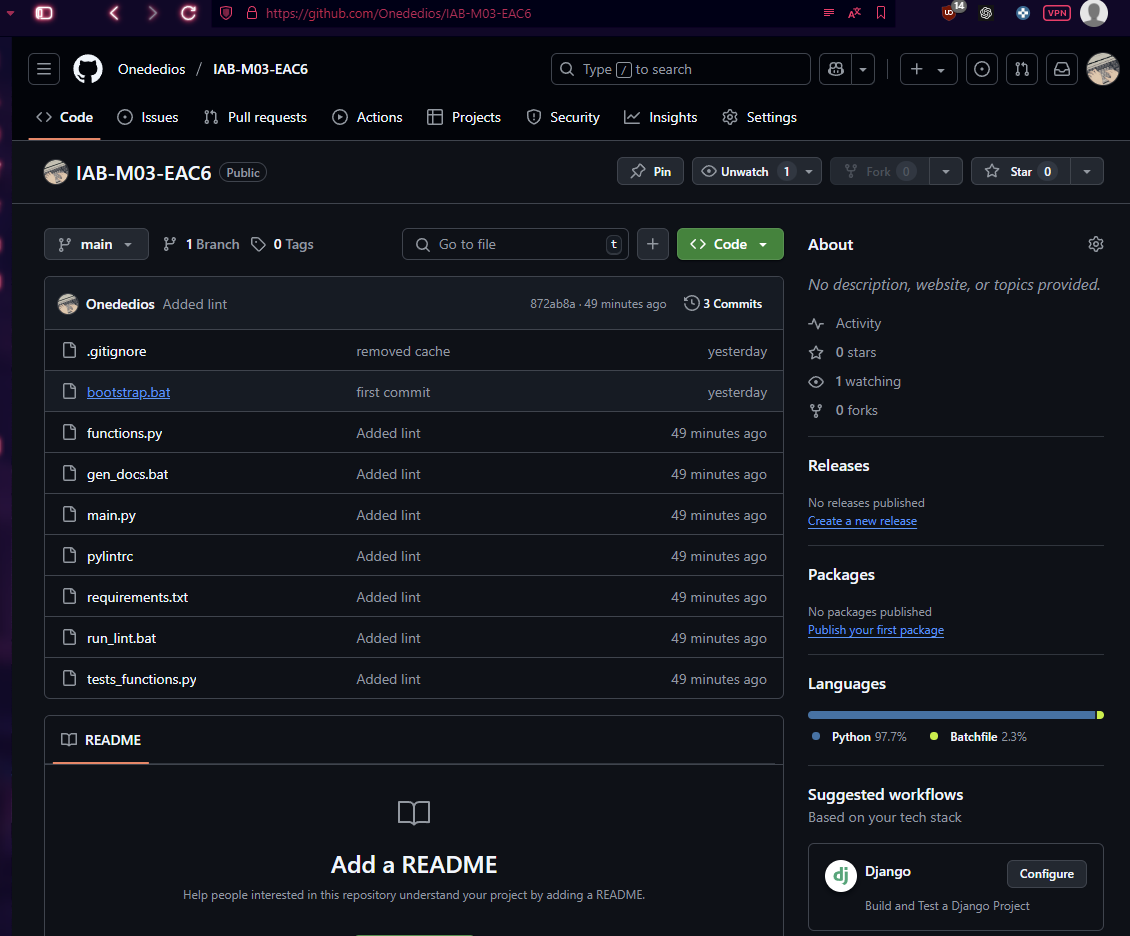 https://github.com/Onededios/IAB-M03-EAC6
14
VPN
Onededios / IAB-M03-EAC6
Type / to search
Code
Issues
Pull requests
Actions
Projects
Security
Insights
Settings
IAB-M03-EAC6 Public
Pin
Unwatch 1
Fork 0
Star 0
main
1 Branch
0 Tags
Go to file t
Code
Onededios Added lint 872ab8a · 49 minutes ago 3 Commits
.gitignore removed cache yesterday
bootstrap.bat first commit yesterday
functions.py Added lint 49 minutes ago
gen_docs.bat Added lint 49 minutes ago
main.py Added lint 49 minutes ago
pylintrc Added lint 49 minutes ago
requirements.txt Added lint 49 minutes ago
run_lint.bat Added lint 49 minutes ago
tests_functions.py Added lint 49 minutes ago
README
Add a README
Help people interested in this repository understand your project by adding a README.
About
No description, website, or topics provided.
Activity
0 stars
1 watching
0 forks
Releases
No releases published
Create a new release
Packages
No packages published
Publish your first package
Languages
Python 97.7% Batchfile 2.3%
Suggested workflows
Based on your tech stack
dj Django Configure
Build and Test a Django Project